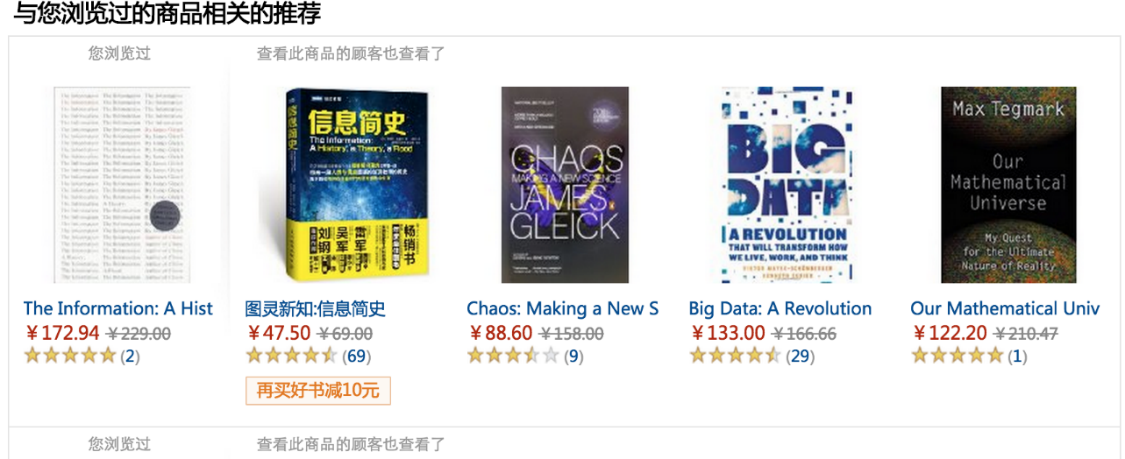 与您浏览过的商品相关的推荐
您浏览过
查看此商品的顾客也查看了
信息简史
The Information:
A History, a Theory, a Flood
刘钢
吴军
雷军
畅销书
CHAOS
MAKING A NEW SCIENCE
JAMES
GLEICK
BIG
DATA
A REVOLUTION
THAT WILL TRANSFORM HOW
WE LIVE, WORK, AND THINK
Max Tegmark
Our
Mathematical
Universe
My Quest
for the Ultimate
Nature of Reality
The Information: A Hist
¥172.94 ¥229.00
(2)
图灵新知:信息简史
¥47.50 ¥69.00
(69)
再买好书减10元
Chaos: Making a New S
¥88.60 ¥158.00
(9)
Big Data: A Revolution
¥133.00 ¥166.66
(29)
Our Mathematical Univ
¥122.20 ¥210.47
(1)
您浏览过
查看此商品的顾客也查看了